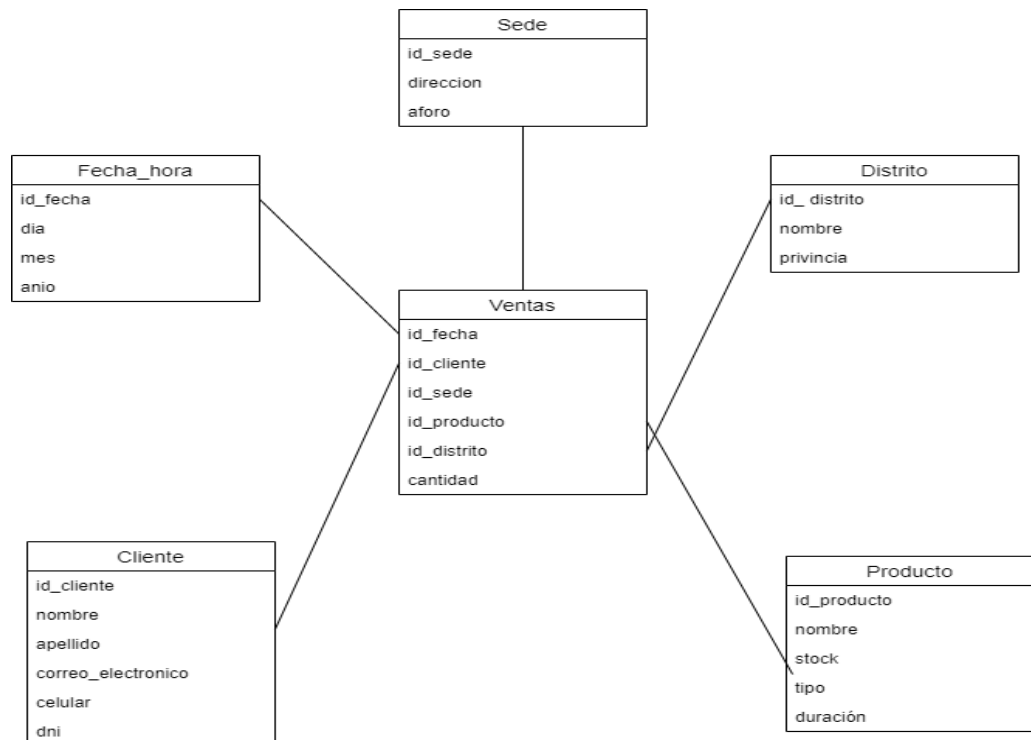 Sede
id_sede
direccion
aforo
Fecha_hora
id_fecha
dia
mes
anio
Distrito
id_ distrito
nombre
privincia
Ventas
id_fecha
id_cliente
id_sede
id_producto
id_distrito
cantidad
Cliente
id_cliente
nombre
apellido
correo_electronico
celular
dni
Producto
id_producto
nombre
stock
tipo
duración